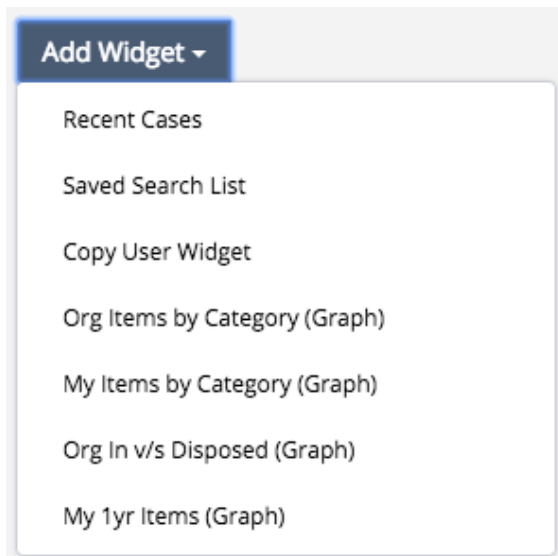 Add Widget
Recent Cases
Saved Search List
Copy User Widget
Org Items by Category (Graph)
My Items by Category (Graph)
Org In v/s Disposed (Graph)
My 1yr Items (Graph)